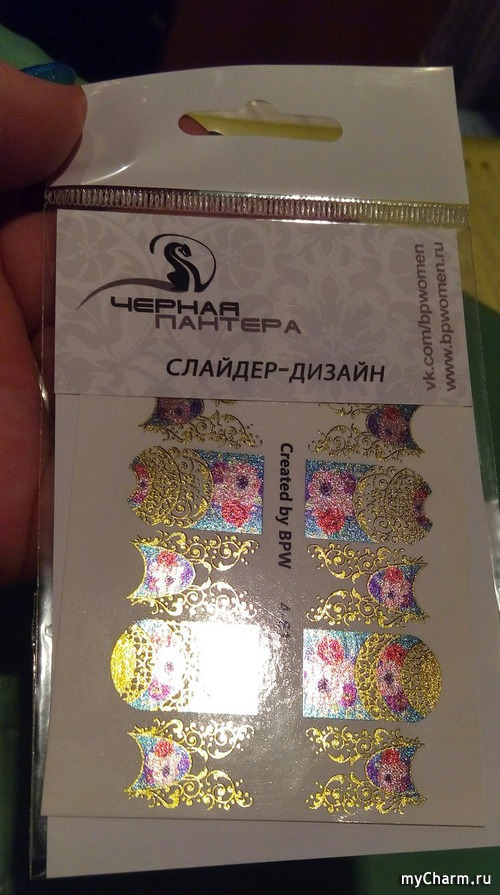 ЧЕРНАЯ
ПАНТЕРА
СЛАЙДЕР-ДИЗАЙН
vk.com/bpwomen
www.bpwomen.ru
Created by BPW
myCharm.ru